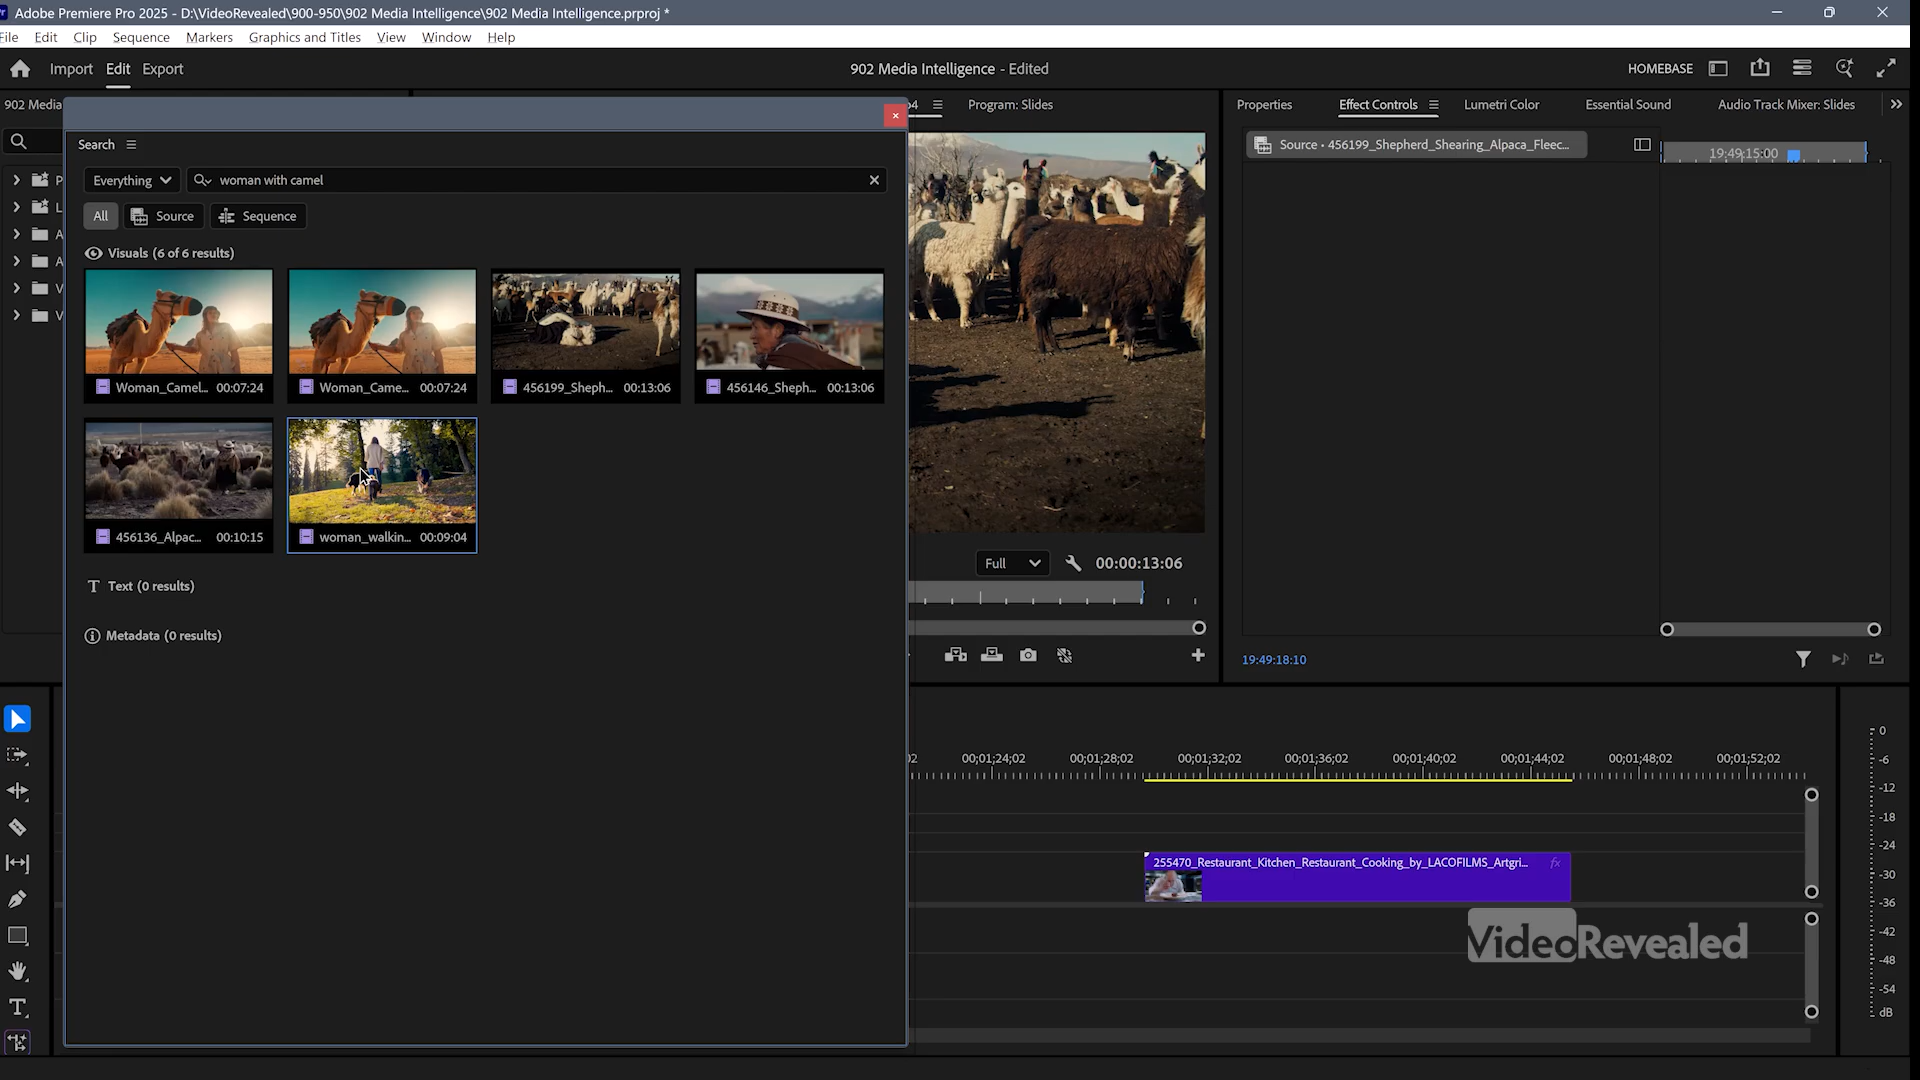 Adobe Premiere Pro 2025 - D:\VideoRevealed\900-950\902 Media Intelligence\902 Media Intelligence.prproj *
File Edit Clip Sequence Markers Graphics and Titles View Window Help
Import Edit Export
902 Media Intelligence - Edited
HOMEBASE
902 Media
Program: Slides
Properties Effect Controls Lumetri Color Essential Sound Audio Track Mixer: Slides
Search
Source • 456199_Shepherd_Shearing_Alpaca_Fleec...
19:49:15:00
Everything
woman with camel
All Source Sequence
Visuals (6 of 6 results)
Woman_Camel... 00:07:24
Woman_Came... 00:07:24
456199_Sheph... 00:13:06
456146_Sheph... 00:13:06
456136_Alpac... 00:10:15
woman_walkin... 00:09:04
Text (0 results)
Metadata (0 results)
Full
00:00:13:06
19:49:18:10
00;01;24;02 00;01;28;02 00;01;32;02 00;01;36;02 00;01;40;02 00;01;44;02 00;01;48;02 00;01;52;02
255470_Restaurant_Kitchen_Restaurant_Cooking_by_LACOFILMS_Artgri... fx
VideoRevealed
0
-6
-12
-18
-24
-30
-36
-42
-48
-54
dB